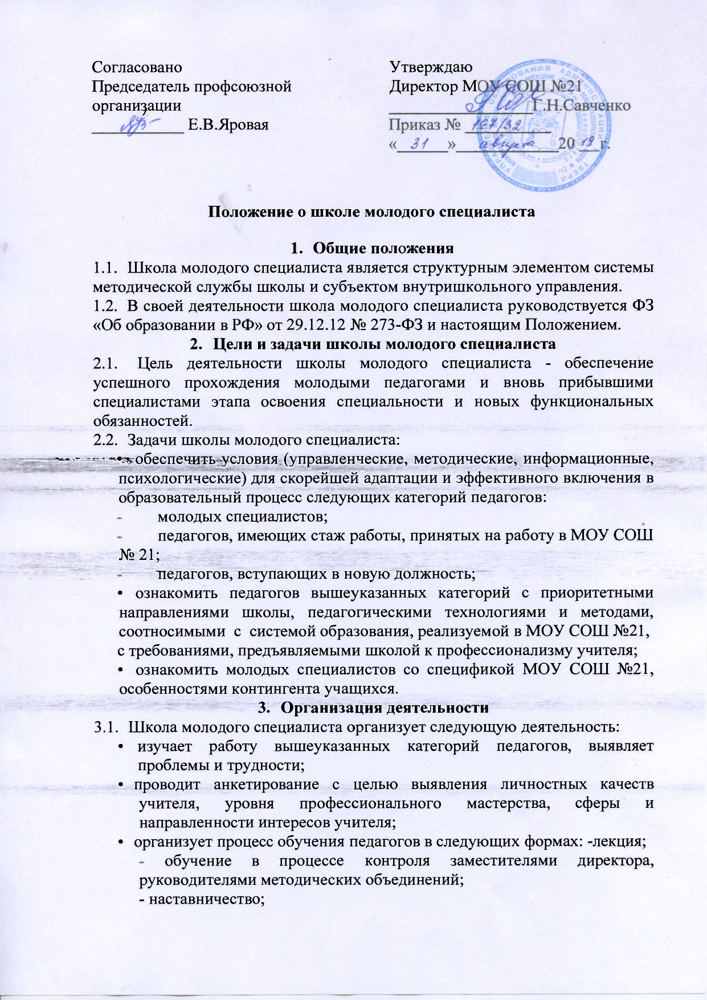 Согласовано
Председатель профсоюзной
организации
Е.В.Яровая
Утверждаю
Директор МОУ СОШ №21
Г.Н.Савченко
Приказ № 167/32
« 31 » августа 20 19 г.
Положение о школе молодого специалиста
1. Общие положения
1.1. Школа молодого специалиста является структурным элементом системы
методической службы школы и субъектом внутришкольного управления.
1.2. В своей деятельности школа молодого специалиста руководствуется ФЗ
«Об образовании в РФ» от 29.12.12 № 273-ФЗ и настоящим Положением.
2. Цели и задачи школы молодого специалиста
2.1. Цель деятельности школы молодого специалиста - обеспечение
успешного прохождения молодыми педагогами и вновь прибывшими
специалистами этапа освоения специальности и новых функциональных
обязанностей.
2.2. Задачи школы молодого специалиста:
• обеспечить условия (управленческие, методические, информационные,
психологические) для скорейшей адаптации и эффективного включения в
образовательный процесс следующих категорий педагогов:
- молодых специалистов;
- педагогов, имеющих стаж работы, принятых на работу в МОУ СОШ
№ 21;
- педагогов, вступающих в новую должность;
• ознакомить педагогов вышеуказанных категорий с приоритетными
направлениями школы, педагогическими технологиями и методами,
соотносимыми с системой образования, реализуемой в МОУ СОШ №21,
с требованиями, предъявляемыми школой к профессионализму учителя;
• ознакомить молодых специалистов со спецификой МОУ СОШ №21,
особенностями контингента учащихся.
3. Организация деятельности
3.1. Школа молодого специалиста организует следующую деятельность:
• изучает работу вышеуказанных категорий педагогов, выявляет
проблемы и трудности;
• проводит анкетирование с целью выявления личностных качеств
учителя, уровня профессионального мастерства, сферы и
направленности интересов учителя;
• организует процесс обучения педагогов в следующих формах: -лекция;
- обучение в процессе контроля заместителями директора,
руководителями методических объединений;
- наставничество;